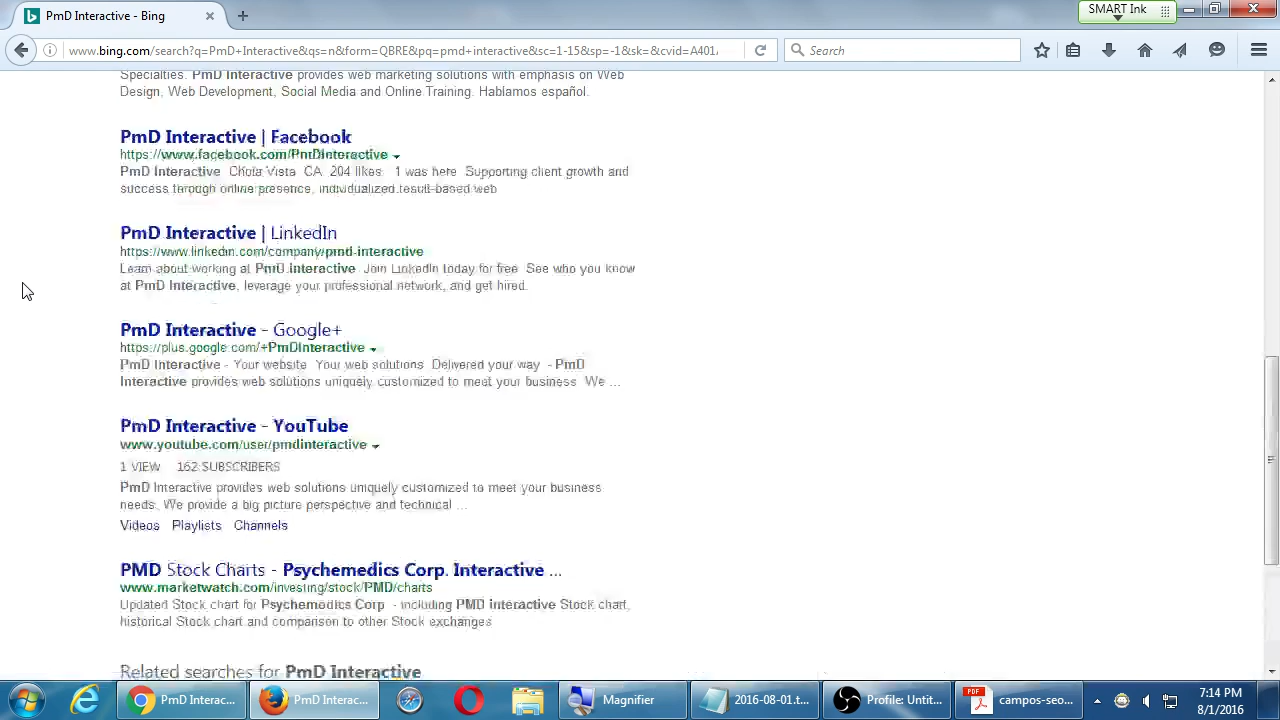 PmD Interactive - Bing
SMART Ink
www.bing.com/search?q=PmD+Interactive&qs=n&form=QBRE&pq=pmd+interactive&sc=1-15&sp=-1&sk=&cvid=A401
Search
Specialties. PmD Interactive provides web marketing solutions with emphasis on Web
Design, Web Development, Social Media and Online Training. Hablamos español.
PmD Interactive | Facebook
https://www.facebook.com/PmDInteractive
PmD Interactive Chula Vista CA 204 likes 1 was here Supporting client growth and
success through online presence, individualized result-based web
PmD Interactive | LinkedIn
https://www.linkedin.com/company/pmd-interactive
Learn about working at PmD Interactive Join LinkedIn today for free See who you know
at PmD Interactive, leverage your professional network, and get hired.
PmD Interactive - Google+
https://plus.google.com/+PmDInteractive
PmD Interactive - Your website Your web solutions Delivered your way - PmD
Interactive provides web solutions uniquely customized to meet your business We ...
PmD Interactive - YouTube
www.youtube.com/user/pmdinteractive
1 VIEW 162 SUBSCRIBERS
PmD Interactive provides web solutions uniquely customized to meet your business
needs. We provide a big picture perspective and technical ...
Videos Playlists Channels
PMD Stock Charts - Psychemedics Corp. Interactive ...
www.marketwatch.com/investing/stock/PMD/charts
Updated Stock chart for Psychemedics Corp - including PMD interactive Stock chart,
historical Stock chart and comparison to other Stock exchanges
Related searches for PmD Interactive
PmD Interac...
PmD Interac...
Magnifier
2016-08-01.t...
Profile: Untit...
campos-seo...
7:14 PM
8/1/2016